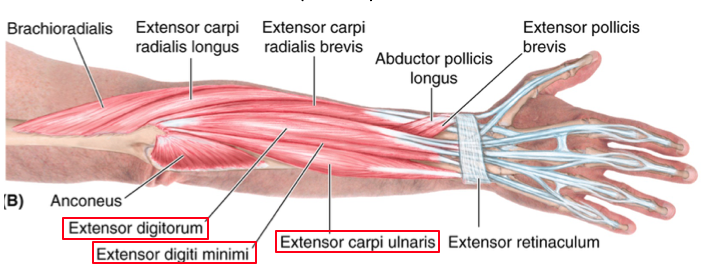 Brachioradialis
Extensor carpi
radialis longus
Extensor carpi
radialis brevis
Abductor pollicis
longus
Extensor pollicis
brevis
(B)
Anconeus
Extensor digitorum
Extensor digiti minimi
Extensor carpi ulnaris
Extensor retinaculum